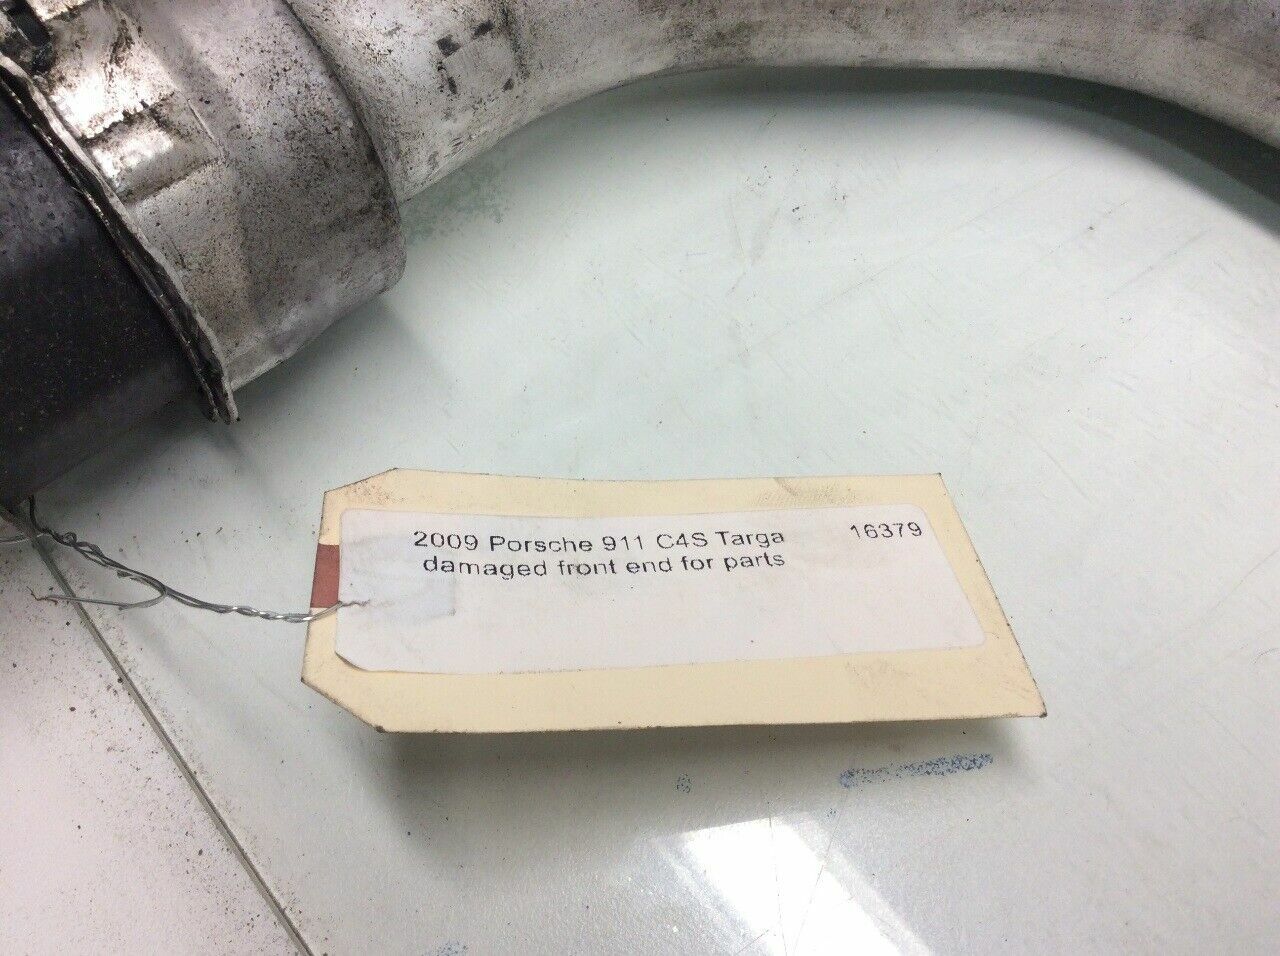 2009 Porsche 911 C4S Targa 16379
damaged front end for parts